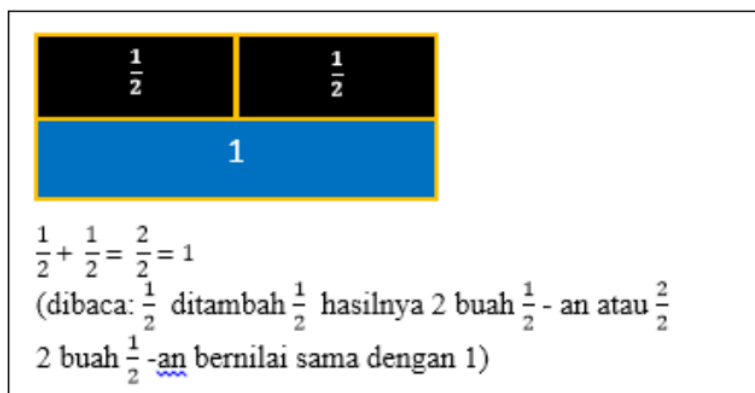 1/2 1/2
1
1/2 + 1/2 = 2/2 = 1
(dibaca: 1/2 ditambah 1/2 hasilnya 2 buah 1/2 - an atau 2/2
2 buah 1/2 -an bernilai sama dengan 1)